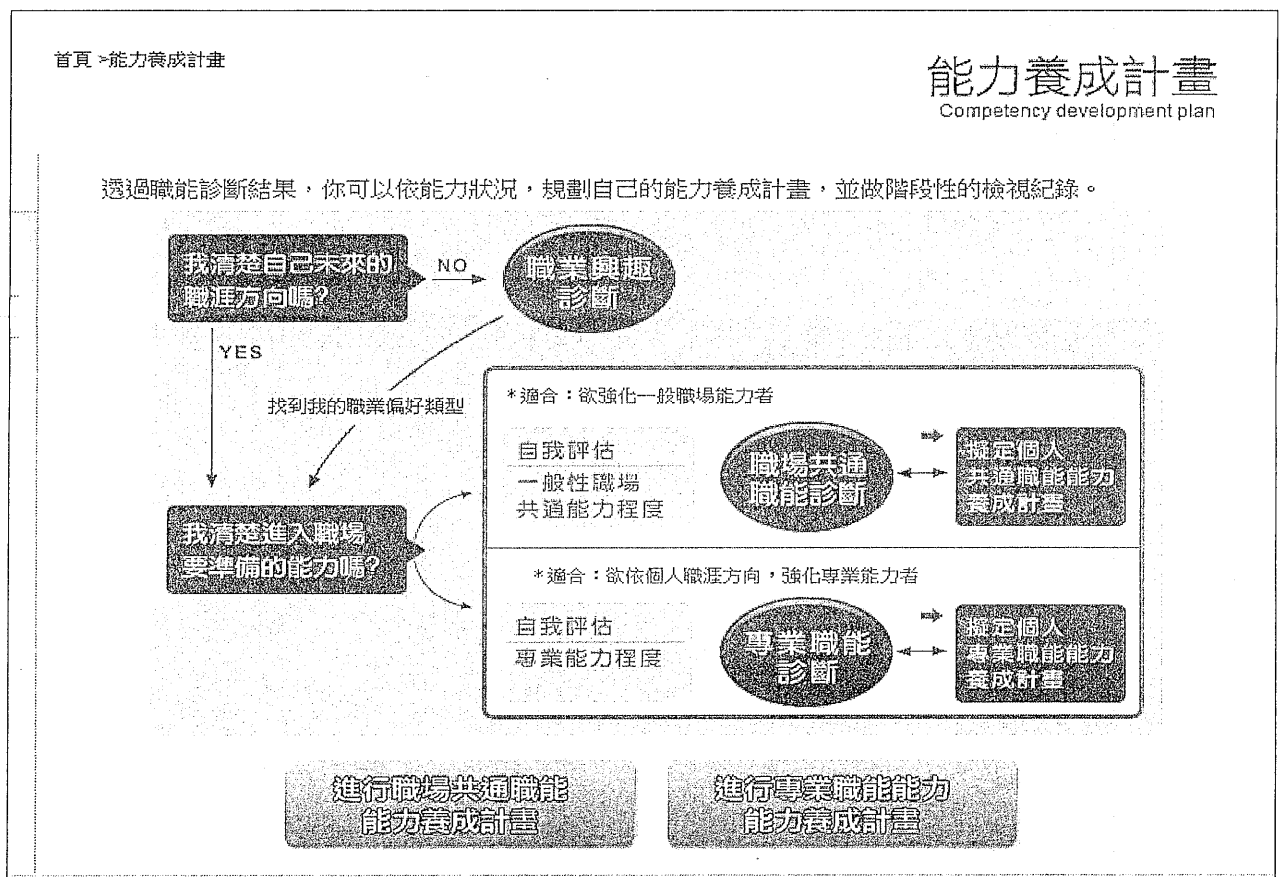 首頁 >能力養成計畫
能力養成計畫
Competency development plan
透過職能診斷結果，你可以依能力狀況，規劃自己的能力養成計畫，並做階段性的檢視紀錄。
我清楚自己未來的
職涯方向嗎?
NO
職業興趣
診斷
YES
找到我的職業偏好類型
*適合：欲強化一般職場能力者
自我評估
一般性職場
共通能力程度
職場共通
職能診斷
擬定個人
共通職能能力
養成計畫
我清楚進入職場
要準備的能力嗎?
*適合：欲依個人職涯方向，強化專業能力者
自我評估
專業能力程度
專業職能
診斷
擬定個人
專業職能能力
養成計畫
進行職場共通職能
能力養成計畫
進行專業職能能力
能力養成計畫